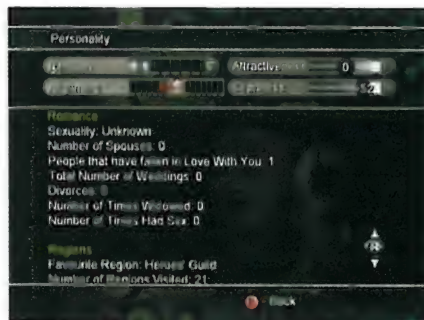 Personality
Attractiveness 0
Romance
Sexuality: Unknown
Number of Spouses: 0
People that have fallen in Love With You: 1
Total Number of Weddings: 0
Divorces: 0
Number of Times Widowed: 0
Number of Times Had Sex: 0
Regions
Favourite Region: Heroes' Guild
Number of Regions Visited: 21
Back